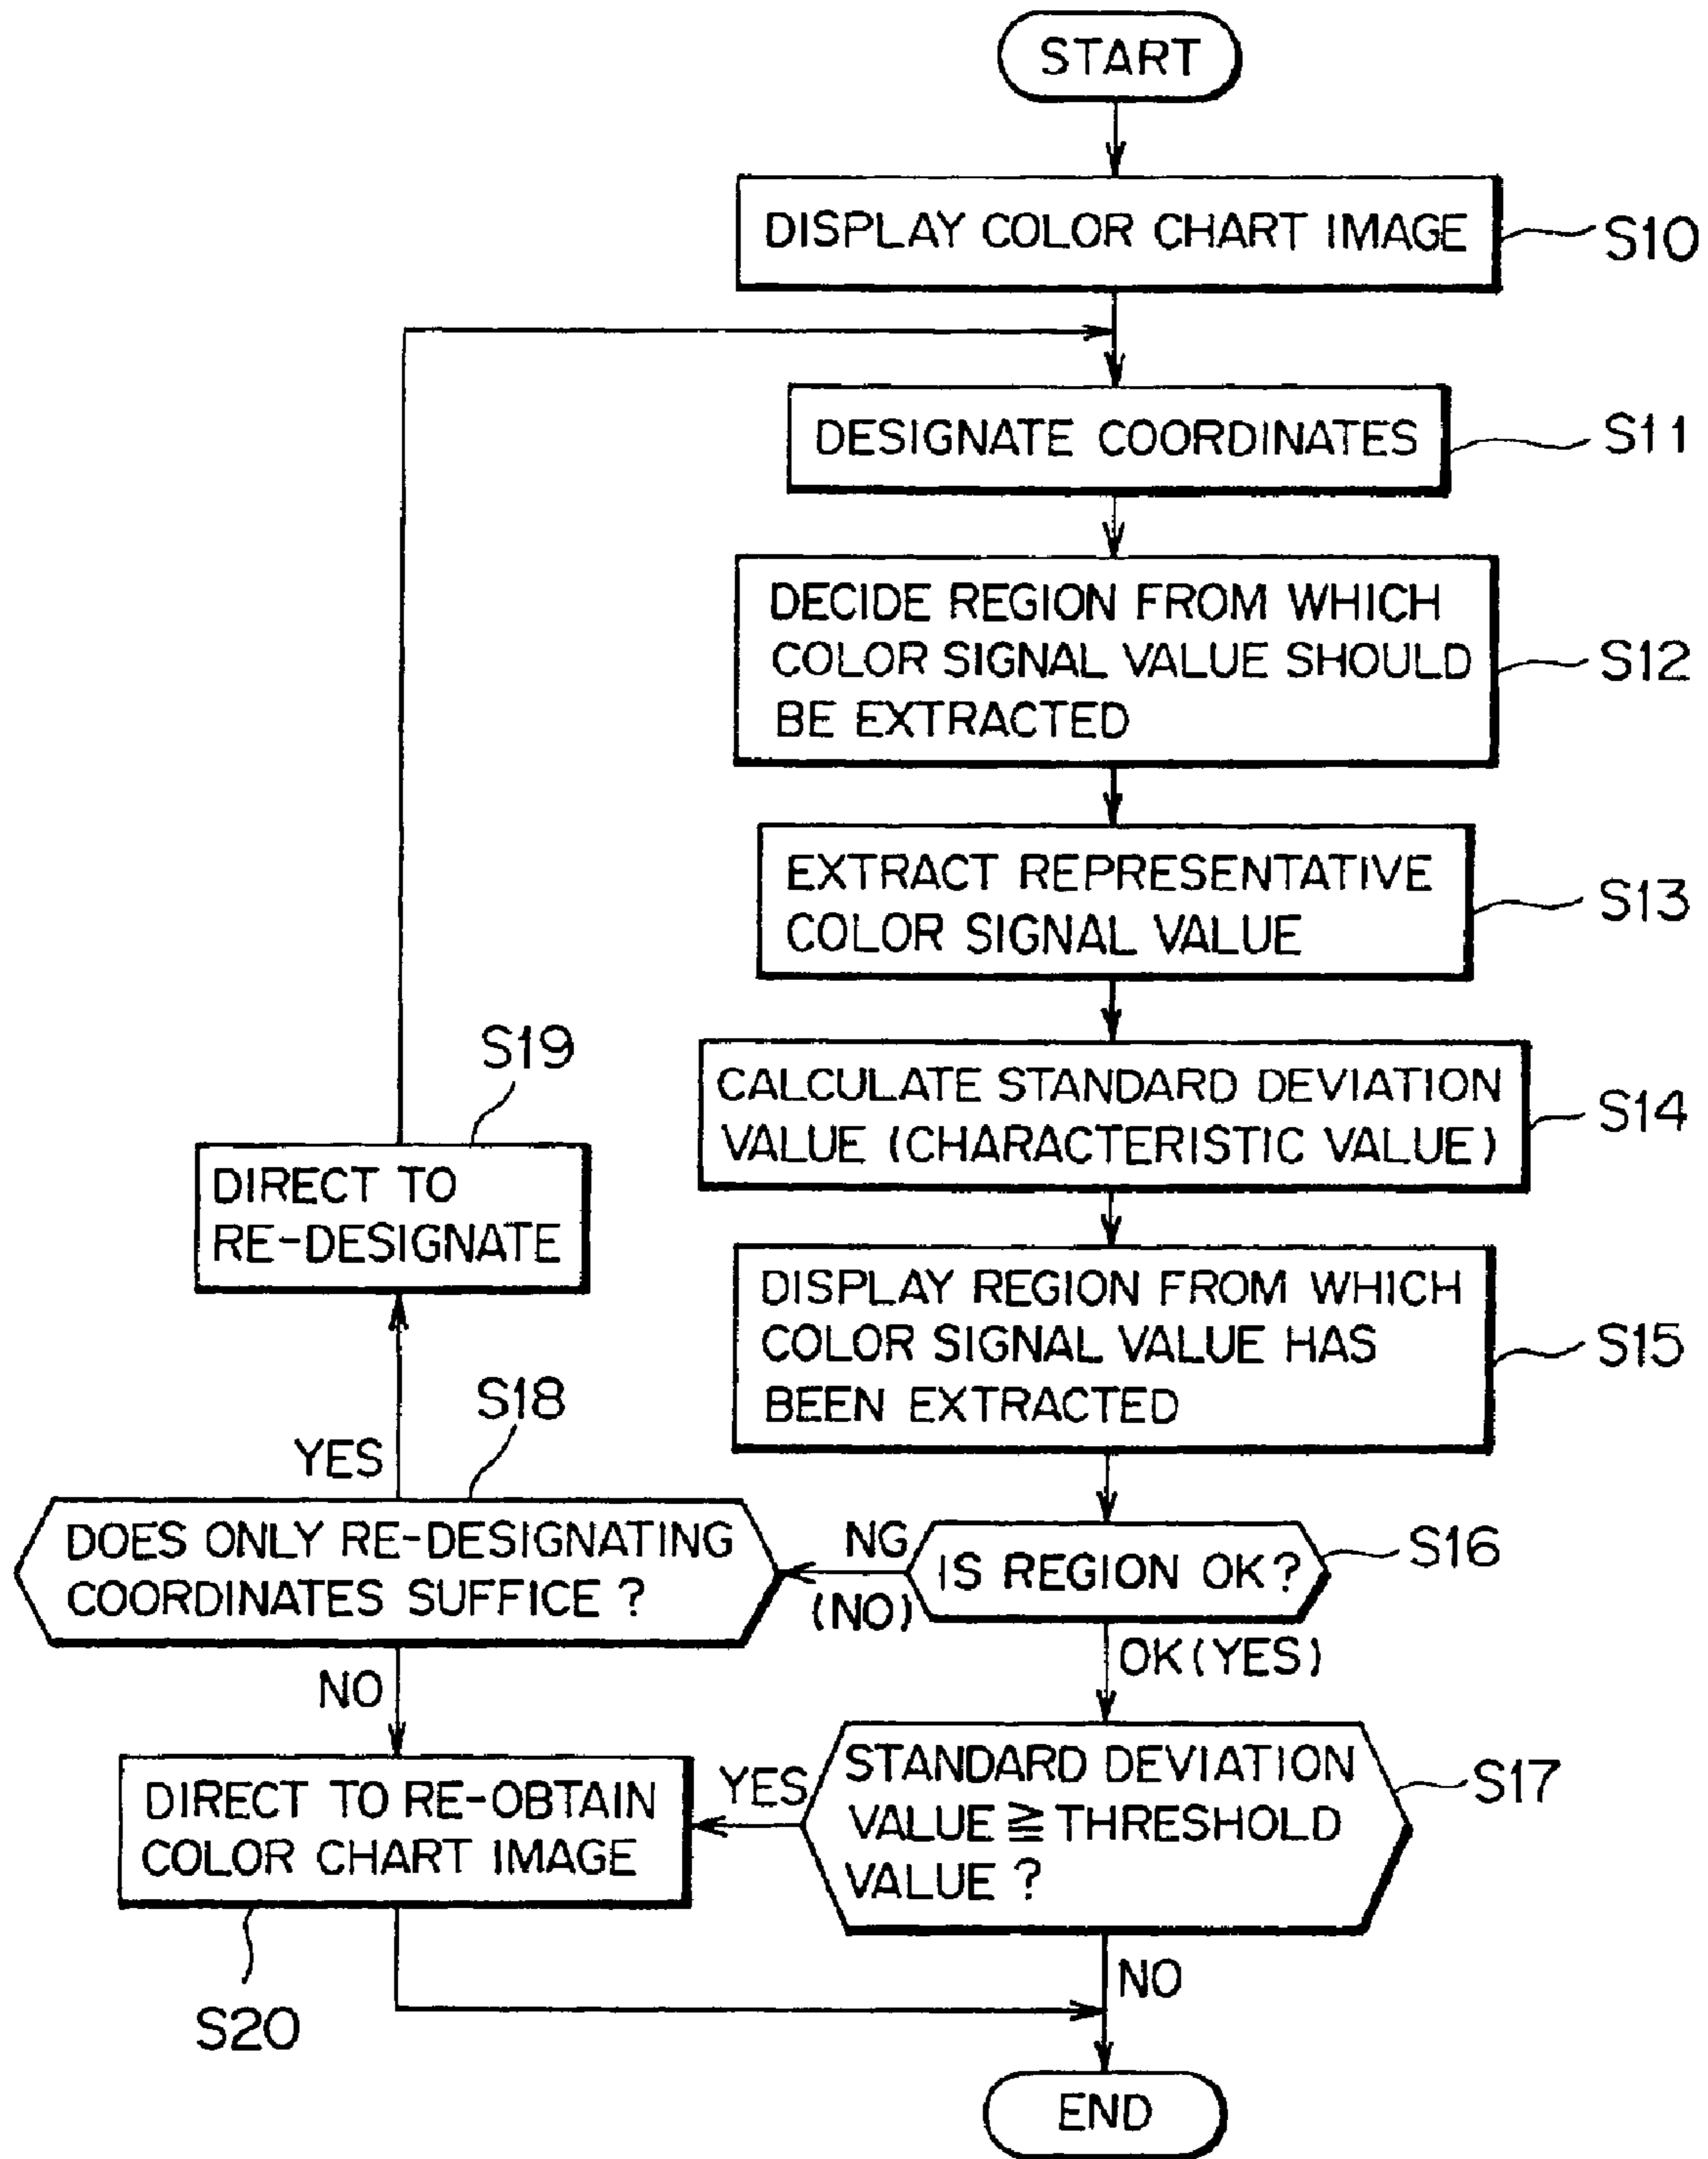 START
DISPLAY COLOR CHART IMAGE
S10
DESIGNATE COORDINATES
S11
DECIDE REGION FROM WHICH
COLOR SIGNAL VALUE SHOULD
BE EXTRACTED
S12
EXTRACT REPRESENTATIVE
COLOR SIGNAL VALUE
S13
CALCULATE STANDARD DEVIATION
VALUE (CHARACTERISTIC VALUE)
S14
DISPLAY REGION FROM WHICH
COLOR SIGNAL VALUE HAS
BEEN EXTRACTED
S15
IS REGION OK?
S16
NG
(NO)
OK(YES)
STANDARD DEVIATION
VALUE ≧ THRESHOLD
VALUE ?
S17
YES
NO
S18
DOES ONLY RE-DESIGNATING
COORDINATES SUFFICE ?
YES
NO
S19
DIRECT TO
RE-DESIGNATE
DIRECT TO RE-OBTAIN
COLOR CHART IMAGE
S20
END